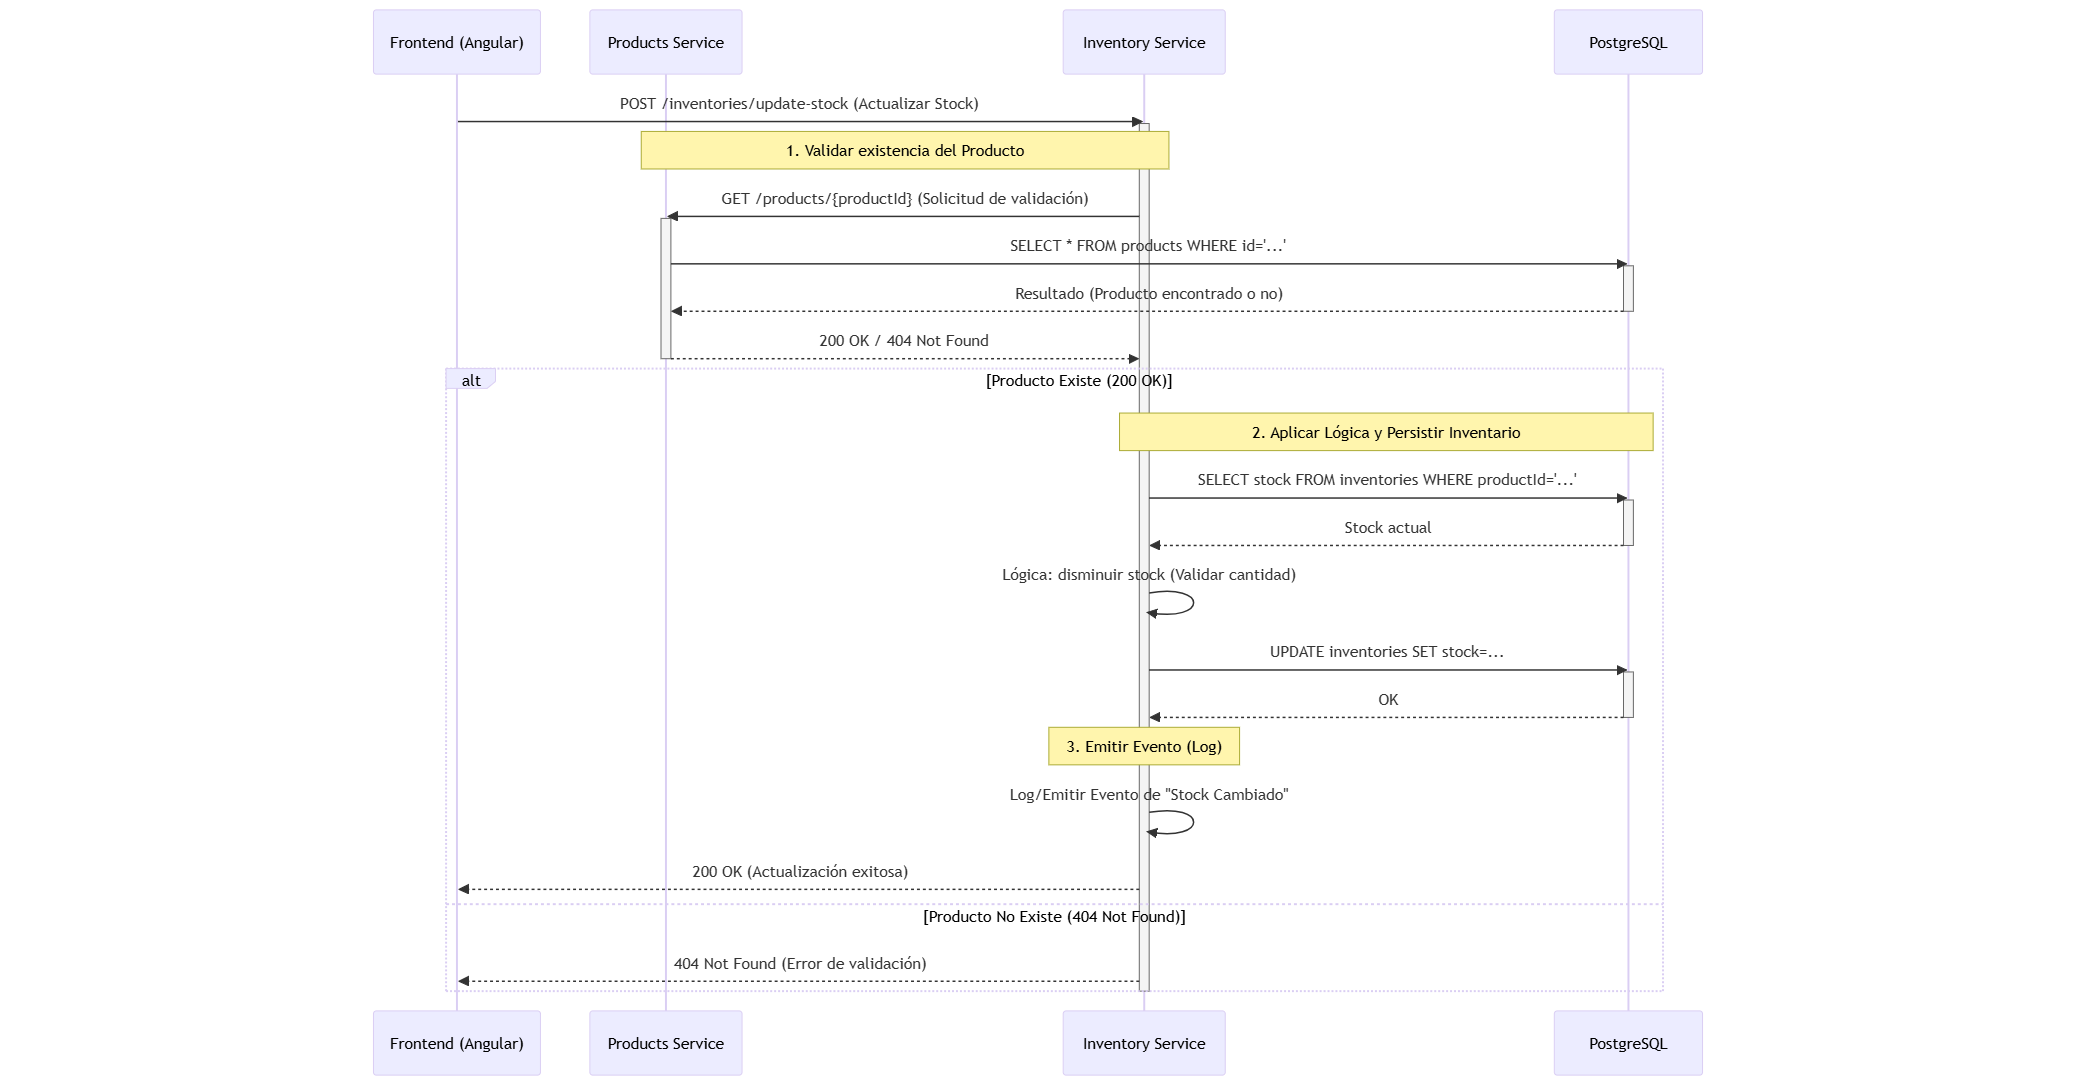 Frontend (Angular)
Products Service
Inventory Service
PostgreSQL
POST /inventories/update-stock (Actualizar Stock)
1. Validar existencia del Producto
GET /products/{productId} (Solicitud de validación)
SELECT * FROM products WHERE id='...'
Resultado (Producto encontrado o no)
200 OK / 404 Not Found
alt
[Producto Existe (200 OK)]
2. Aplicar Lógica y Persistir Inventario
SELECT stock FROM inventories WHERE productId='...'
Stock actual
Lógica: disminuir stock (Validar cantidad)
UPDATE inventories SET stock=...
OK
3. Emitir Evento (Log)
Log/Emitir Evento de "Stock Cambiado"
200 OK (Actualización exitosa)
[Producto No Existe (404 Not Found)]
404 Not Found (Error de validación)
Frontend (Angular)
Products Service
Inventory Service
PostgreSQL